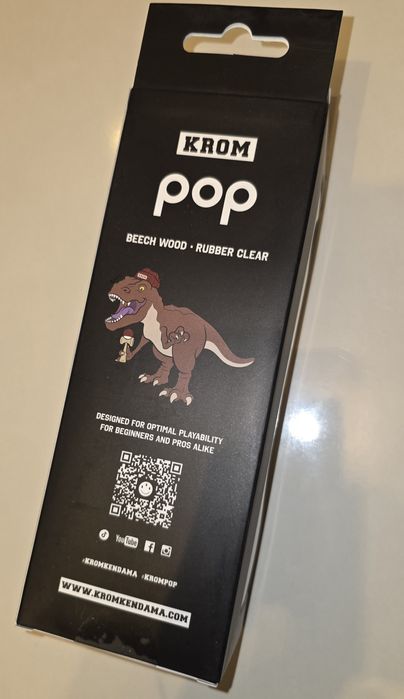 KROM
pop
BEECH WOOD • RUBBER CLEAR
DESIGNED FOR OPTIMAL PLAYABILITY
FOR BEGINNERS AND PROS ALIKE
YouTube
#KROMKENDAMA #KROMPOP
WWW.KROMKENDAMA.COM